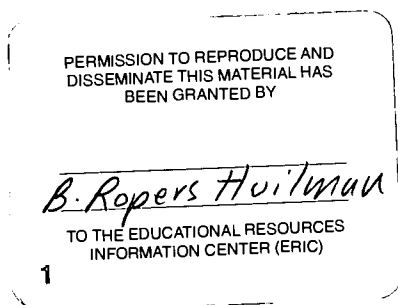 PERMISSION TO REPRODUCE AND
DISSEMINATE THIS MATERIAL HAS
BEEN GRANTED BY
B. Ropers Huilman
TO THE EDUCATIONAL RESOURCES
INFORMATION CENTER (ERIC)
1